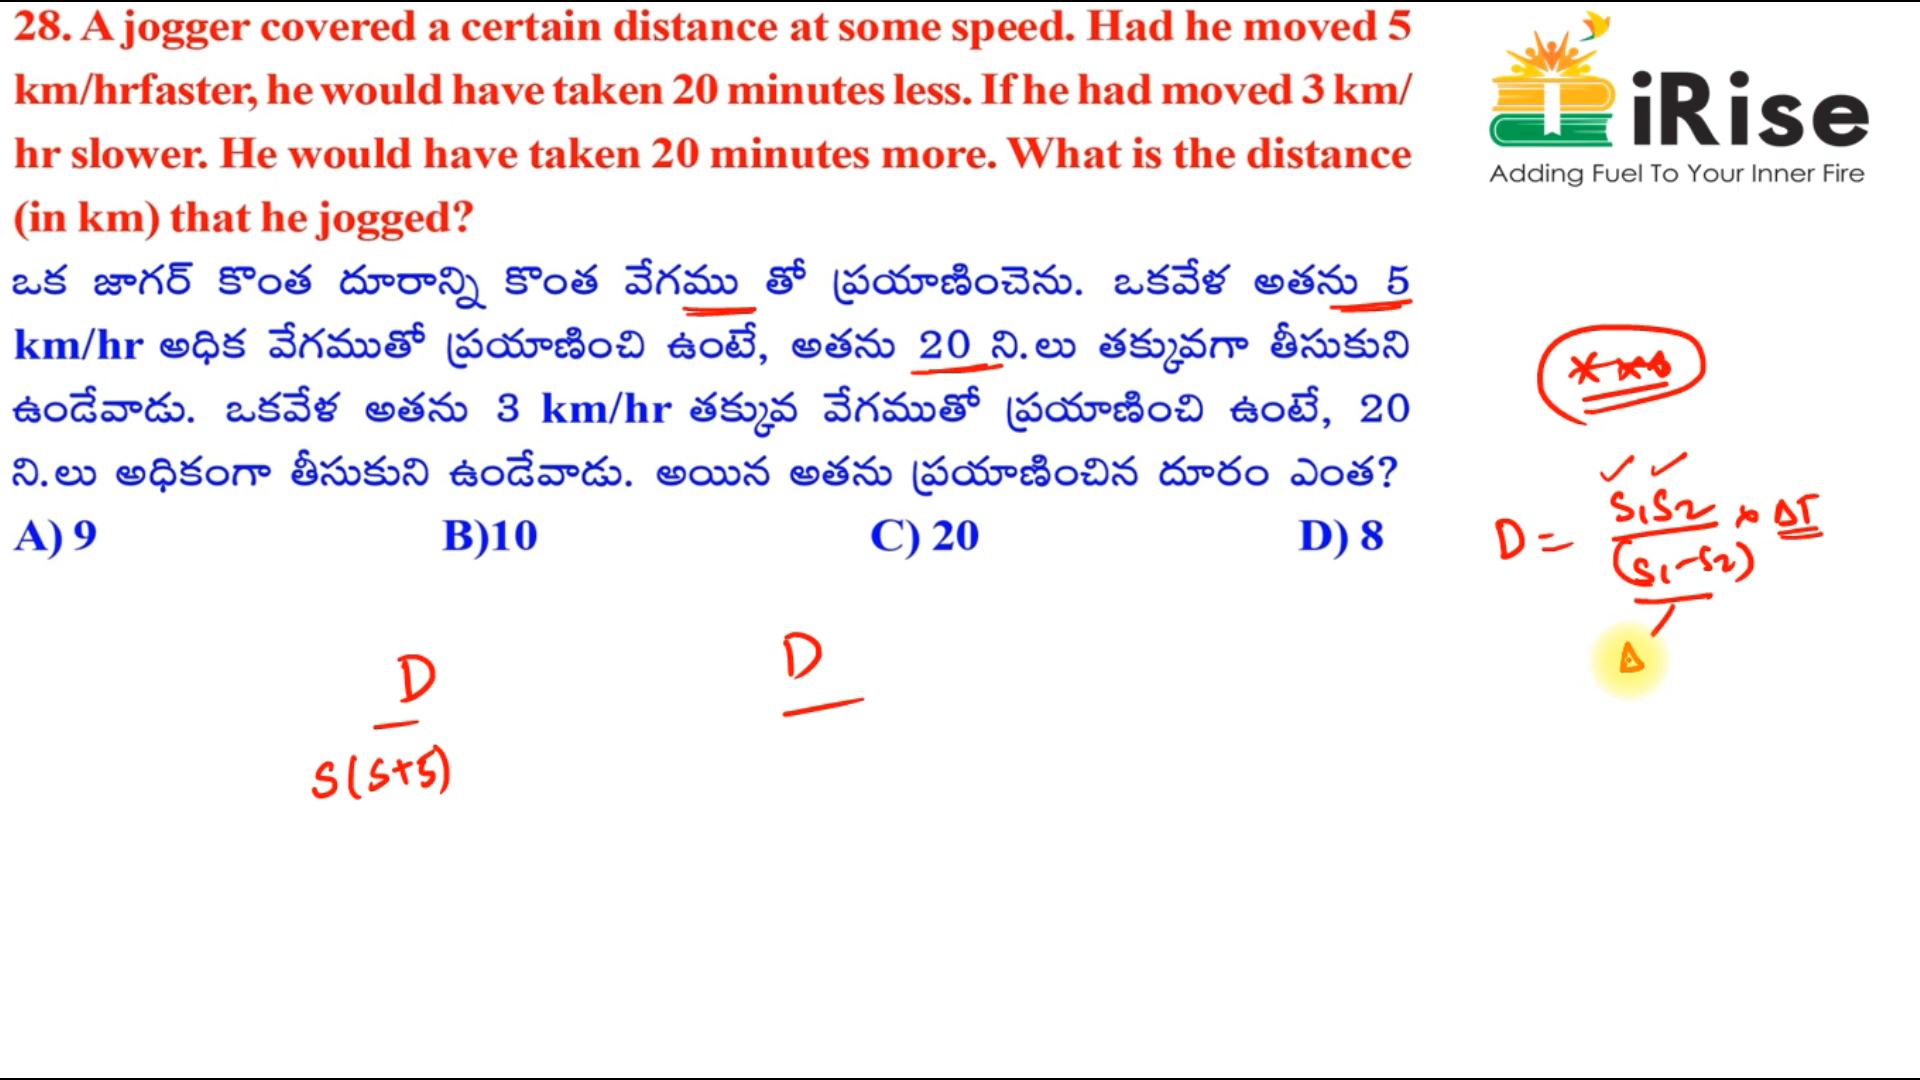 28. A jogger covered a certain distance at some speed. Had he moved 5
km/hrfaster, he would have taken 20 minutes less. If he had moved 3 km/
hr slower. He would have taken 20 minutes more. What is the distance
(in km) that he jogged?
ఒక జాగర్ కొంత దూరాన్ని కొంత వేగము తో ప్రయాణించెను. ఒకవేళ అతను 5
km/hr అధిక వేగముతో ప్రయాణించి ఉంటే, అతను 20 ని.లు తక్కువగా తీసుకుని
ఉండేవాడు. ఒకవేళ అతను 3 km/hr తక్కువ వేగముతో ప్రయాణించి ఉంటే, 20
ని.లు అధికంగా తీసుకుని ఉండేవాడు. అయిన అతను ప్రయాణించిన దూరం ఎంత?
A) 9 B)10 C) 20 D) 8
iRise
Adding Fuel To Your Inner Fire
S1S2
D = × ΔT
(S1-S2)
Δ
D
S(S+5)
D